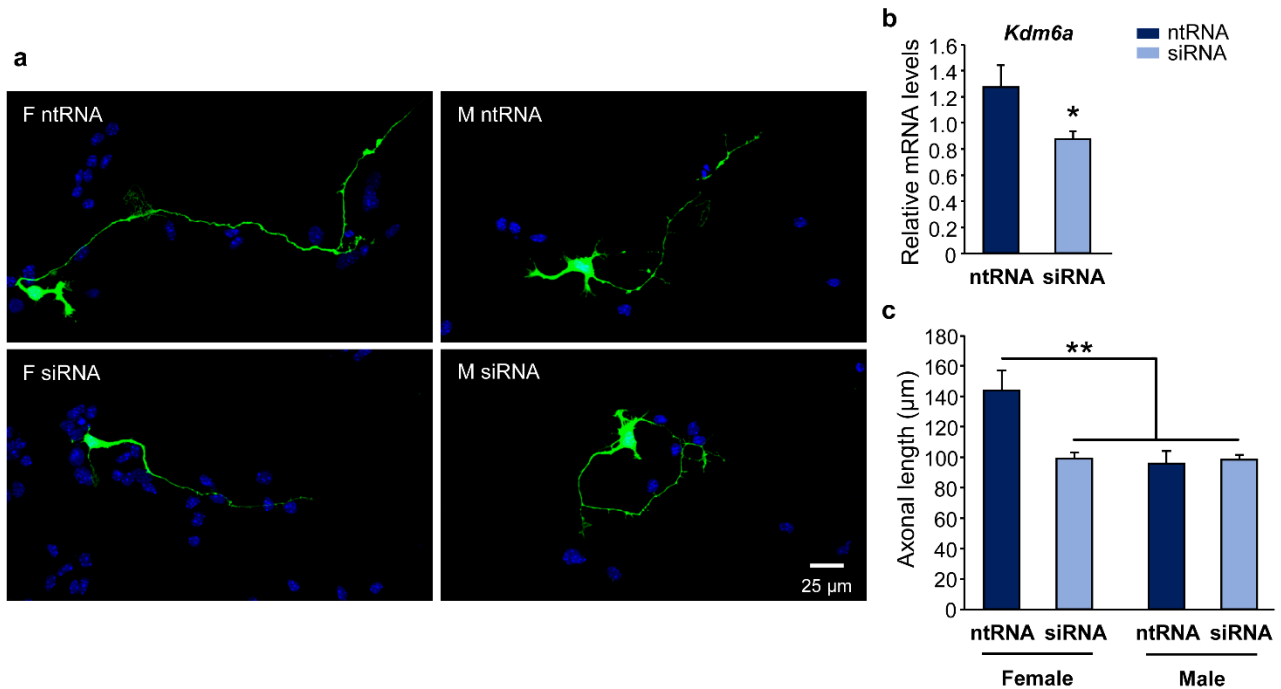 a
F ntRNA
M ntRNA
F siRNA
M siRNA
25 µm
b
Kdm6a
ntRNA
siRNA
Relative mRNA levels
1.6
1.4
1.2
1.0
0.8
0.6
0.4
0.2
0
*
ntRNA siRNA
c
Axonal length (µm)
180
160
140
120
100
80
60
40
20
0
**
ntRNA siRNA ntRNA siRNA
Female Male